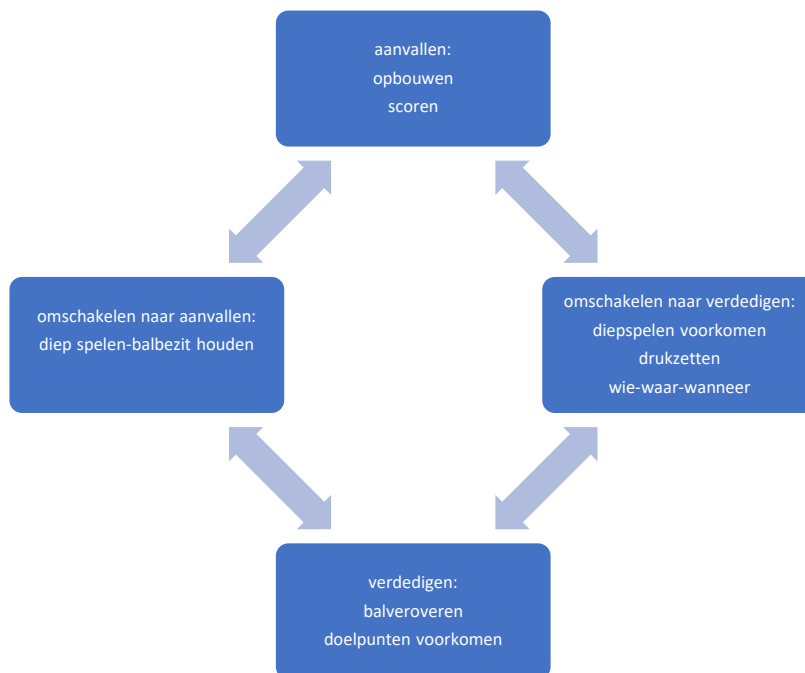 aanvallen:
opbouwen
scoren
omschakelen naar aanvallen:
diep spelen-balbezit houden
omschakelen naar verdedigen:
diepspelen voorkomen
drukzetten
wie-waar-wanneer
verdedigen:
balveroveren
doelpunten voorkomen